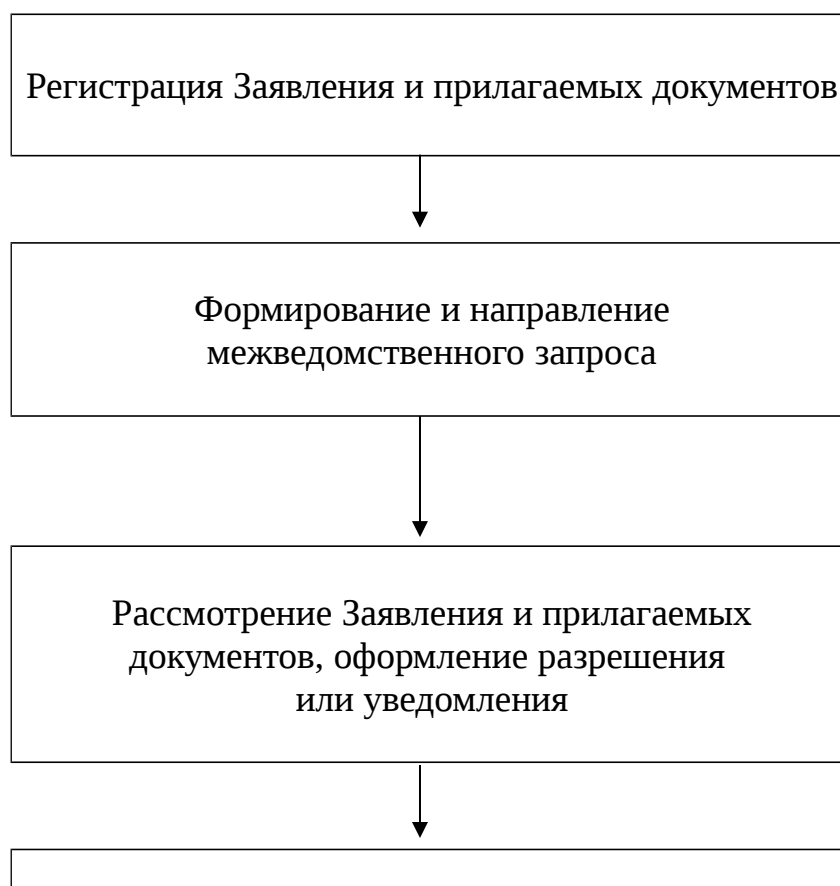 Регистрация Заявления и прилагаемых документов
Формирование и направление
межведомственного запроса
Рассмотрение Заявления и прилагаемых
документов, оформление разрешения
или уведомления